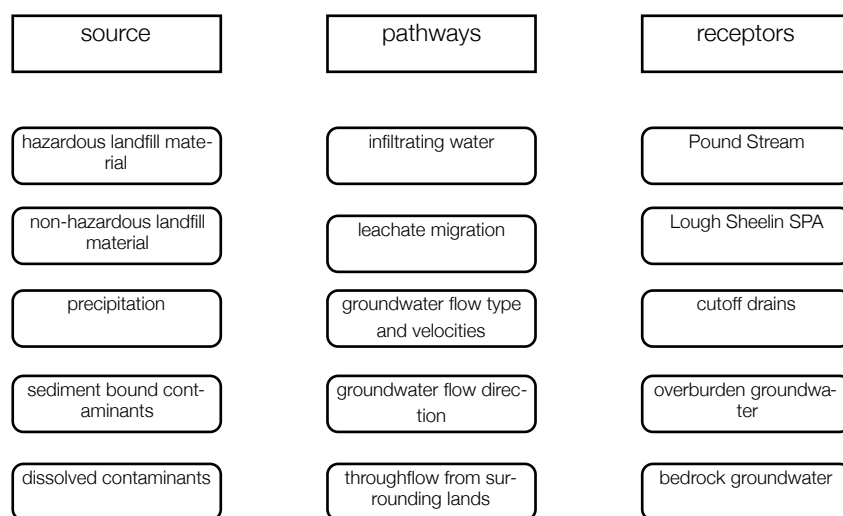 source
pathways
receptors
hazardous landfill mate-
rial
infiltrating water
Pound Stream
non-hazardous landfill
material
leachate migration
Lough Sheelin SPA
precipitation
groundwater flow type
and velocities
cutoff drains
sediment bound cont-
aminants
groundwater flow direc-
tion
overburden groundwa-
ter
dissolved contaminants
throughflow from sur-
rounding lands
bedrock groundwater